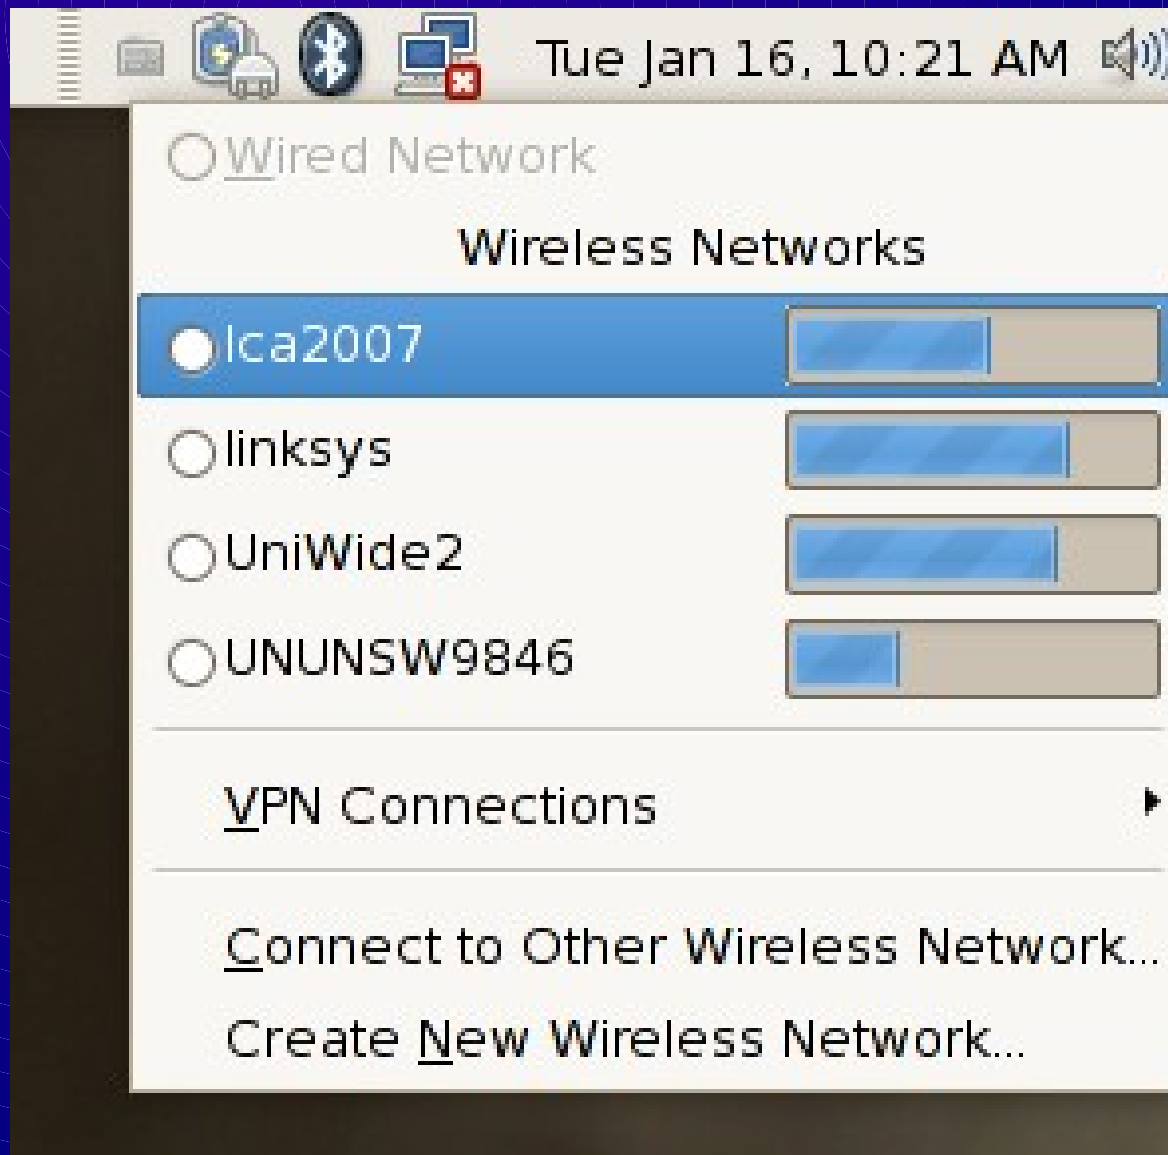 Tue Jan 16, 10:21 AM
Wired Network
Wireless Networks
lca2007
linksys
UniWide2
UNUNSW9846
VPN Connections
Connect to Other Wireless Network...
Create New Wireless Network...